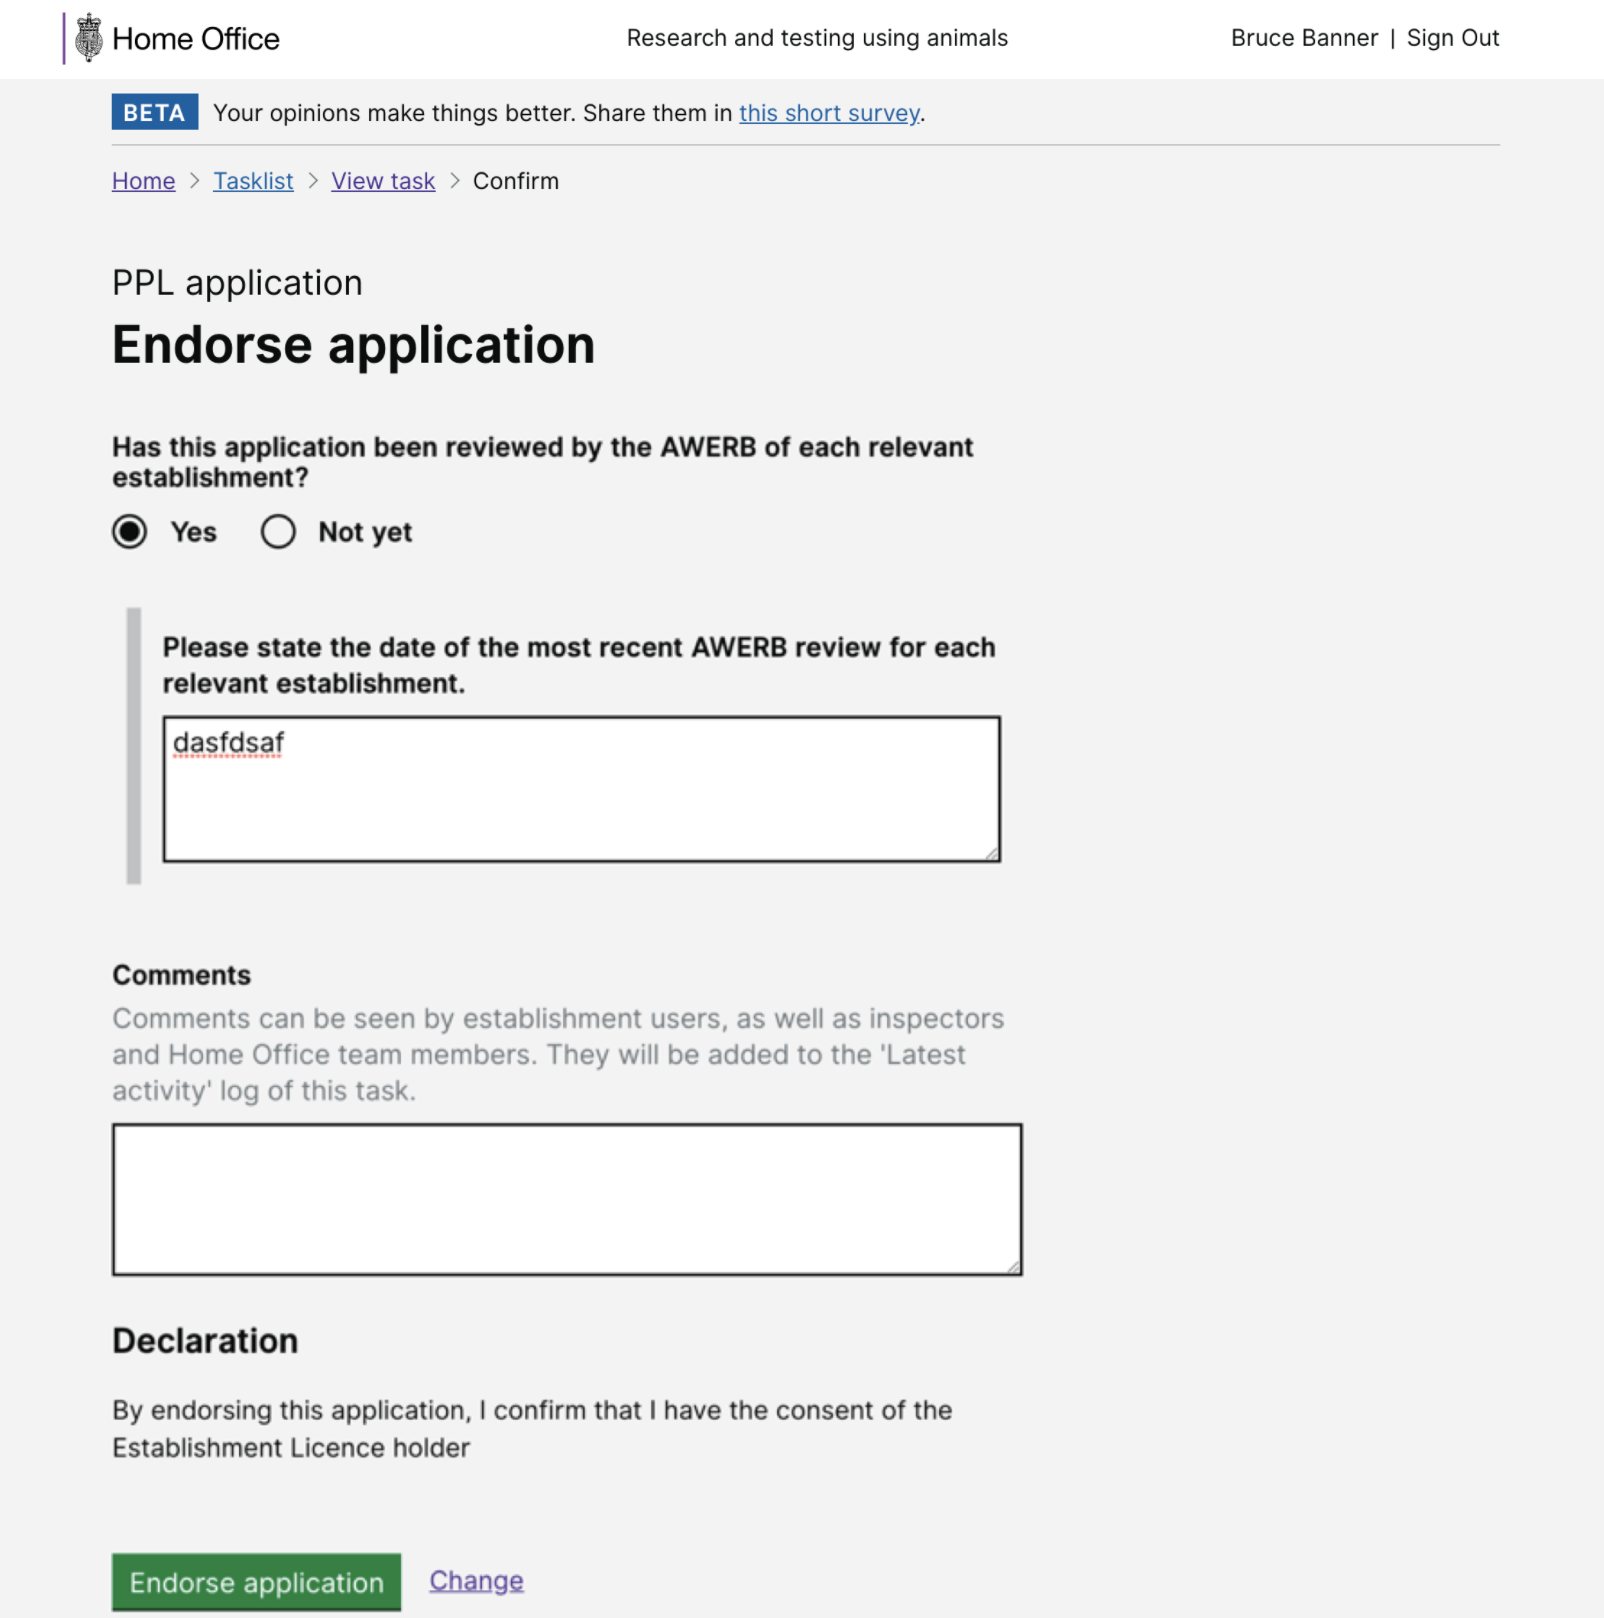 Home Office
Research and testing using animals
Bruce Banner | Sign Out
BETA Your opinions make things better. Share them in this short survey.
Home > Tasklist > View task > Confirm
PPL application
Endorse application
Has this application been reviewed by the AWERB of each relevant
establishment?
Yes
Not yet
Please state the date of the most recent AWERB review for each
relevant establishment.
dasfdsaf
Comments
Comments can be seen by establishment users, as well as inspectors
and Home Office team members. They will be added to the 'Latest
activity' log of this task.
Declaration
By endorsing this application, I confirm that I have the consent of the
Establishment Licence holder
Endorse application
Change